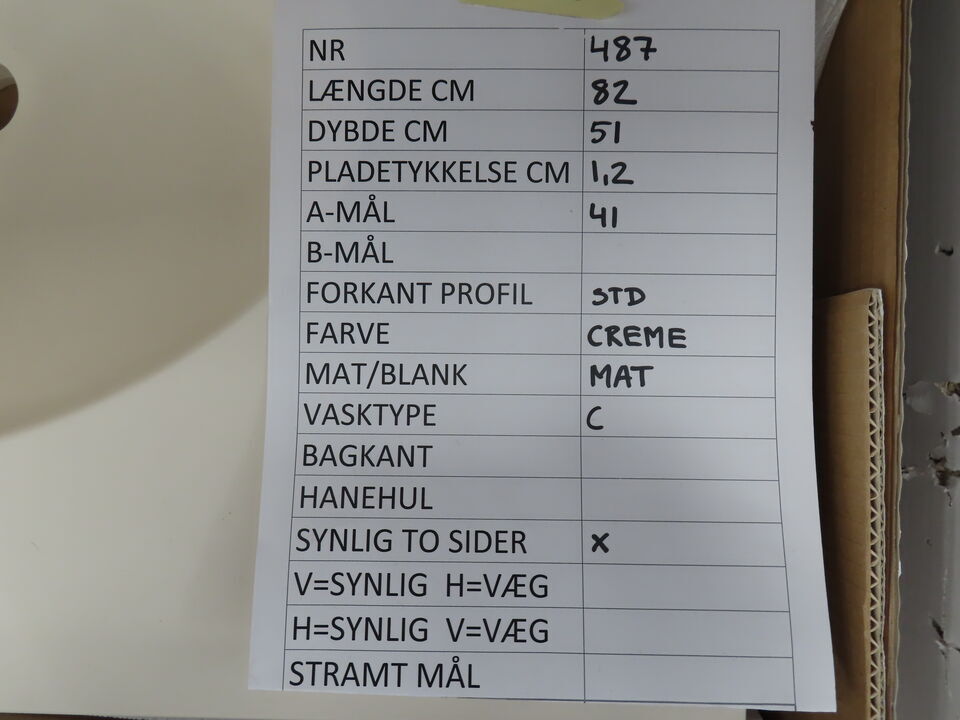 NR 487
LÆNGDE CM 82
DYBDE CM 51
PLADETYKKELSE CM 1,2
A-MÅL 41
B-MÅL
FORKANT PROFIL STD
FARVE CREME
MAT/BLANK MAT
VASKTYPE C
BAGKANT
HANEHUL
SYNLIG TO SIDER X
V=SYNLIG H=VÆG
H=SYNLIG V=VÆG
STRAMT MÅL